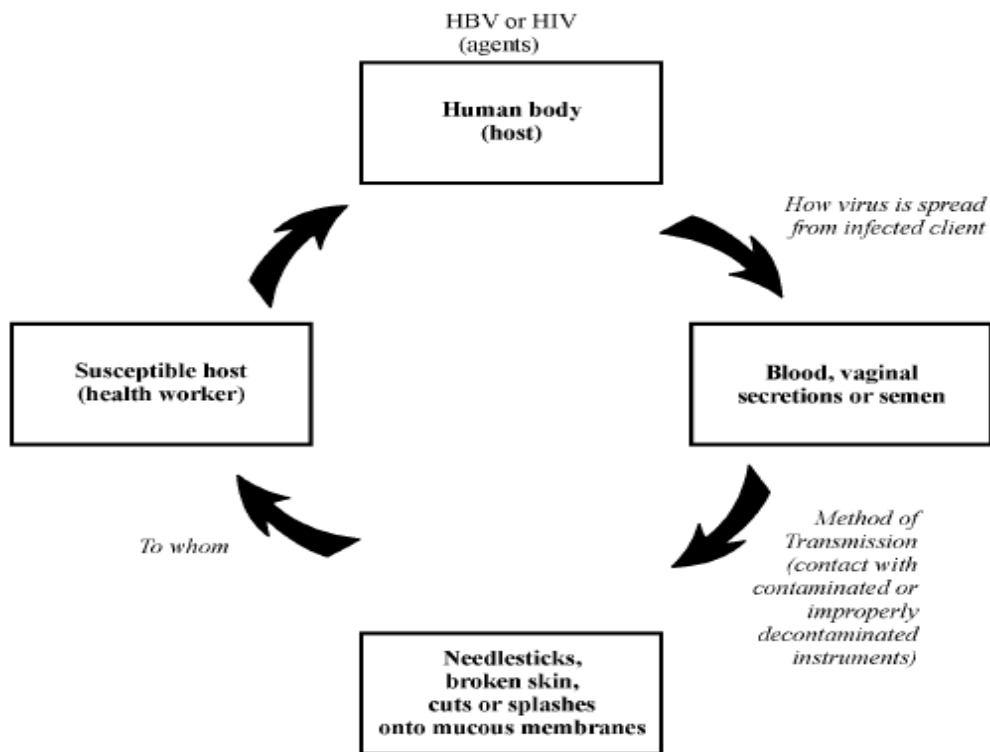 HBV or HIV
(agents)
Human body
(host)
How virus is spread
from infected client
Susceptible host
(health worker)
Blood, vaginal
secretions or semen
To whom
Method of
Transmission
(contact with
contaminated or
improperly
decontaminated
instruments)
Needlesticks,
broken skin,
cuts or splashes
onto mucous membranes